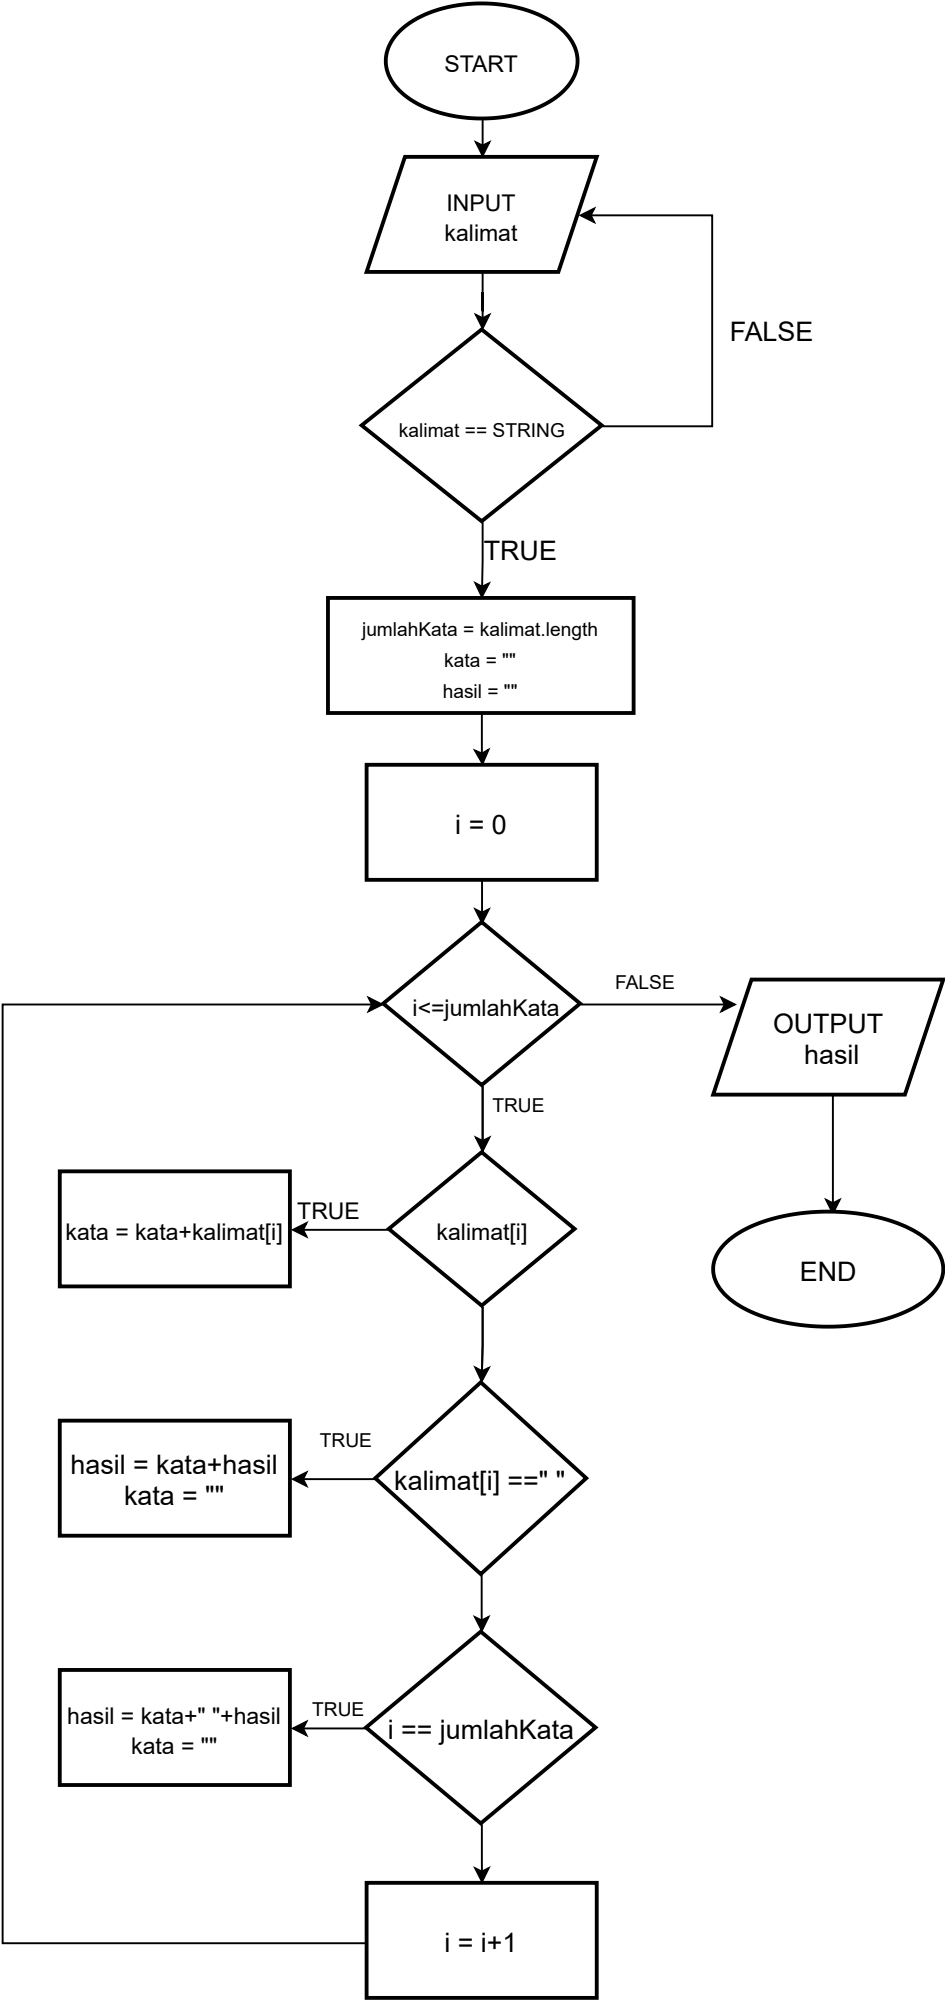 START
INPUT
kalimat
FALSE
kalimat == STRING
TRUE
jumlahKata = kalimat.length
kata = ""
hasil = ""
i = 0
i<=jumlahKata
FALSE
OUTPUT
hasil
TRUE
kalimat[i]
TRUE
kata = kata+kalimat[i]
END
kalimat[i] ==" "
TRUE
hasil = kata+hasil
kata = ""
i == jumlahKata
TRUE
hasil = kata+" "+hasil
kata = ""
i = i+1